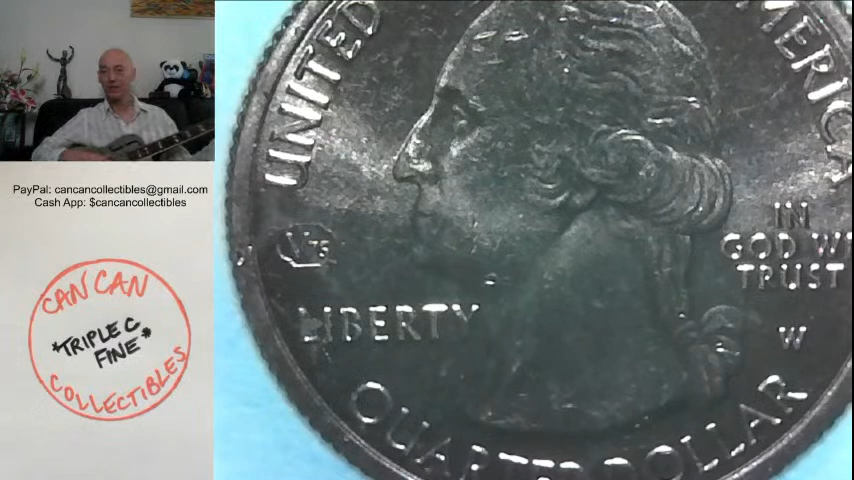 PayPal: cancancollectibles@gmail.com
Cash App: $cancancollectibles
CAN CAN
*TRIPLE C
FINE*
COLLECTIBLES
UNITED
AMERICA
V75
IN
GOD WE
TRUST
LIBERTY
W
QUARTER DOLLAR